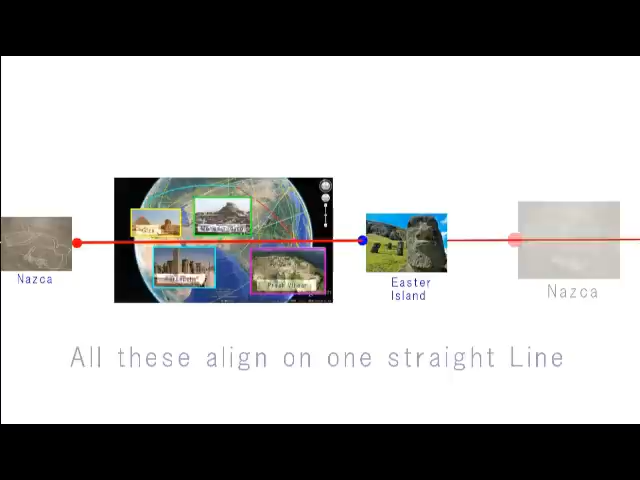 Nazca
Easter
Island
Nazca
All these align on one straight Line